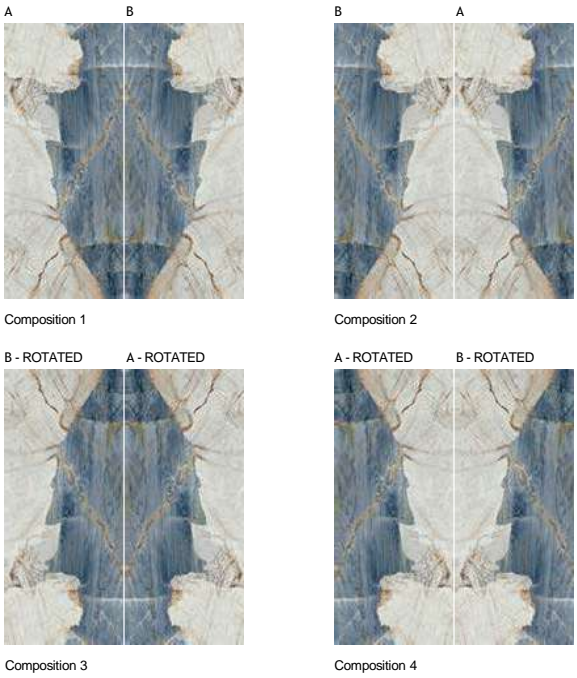 A B
B A
Composition 1
Composition 2
B - ROTATED A - ROTATED
A - ROTATED B - ROTATED
Composition 3
Composition 4